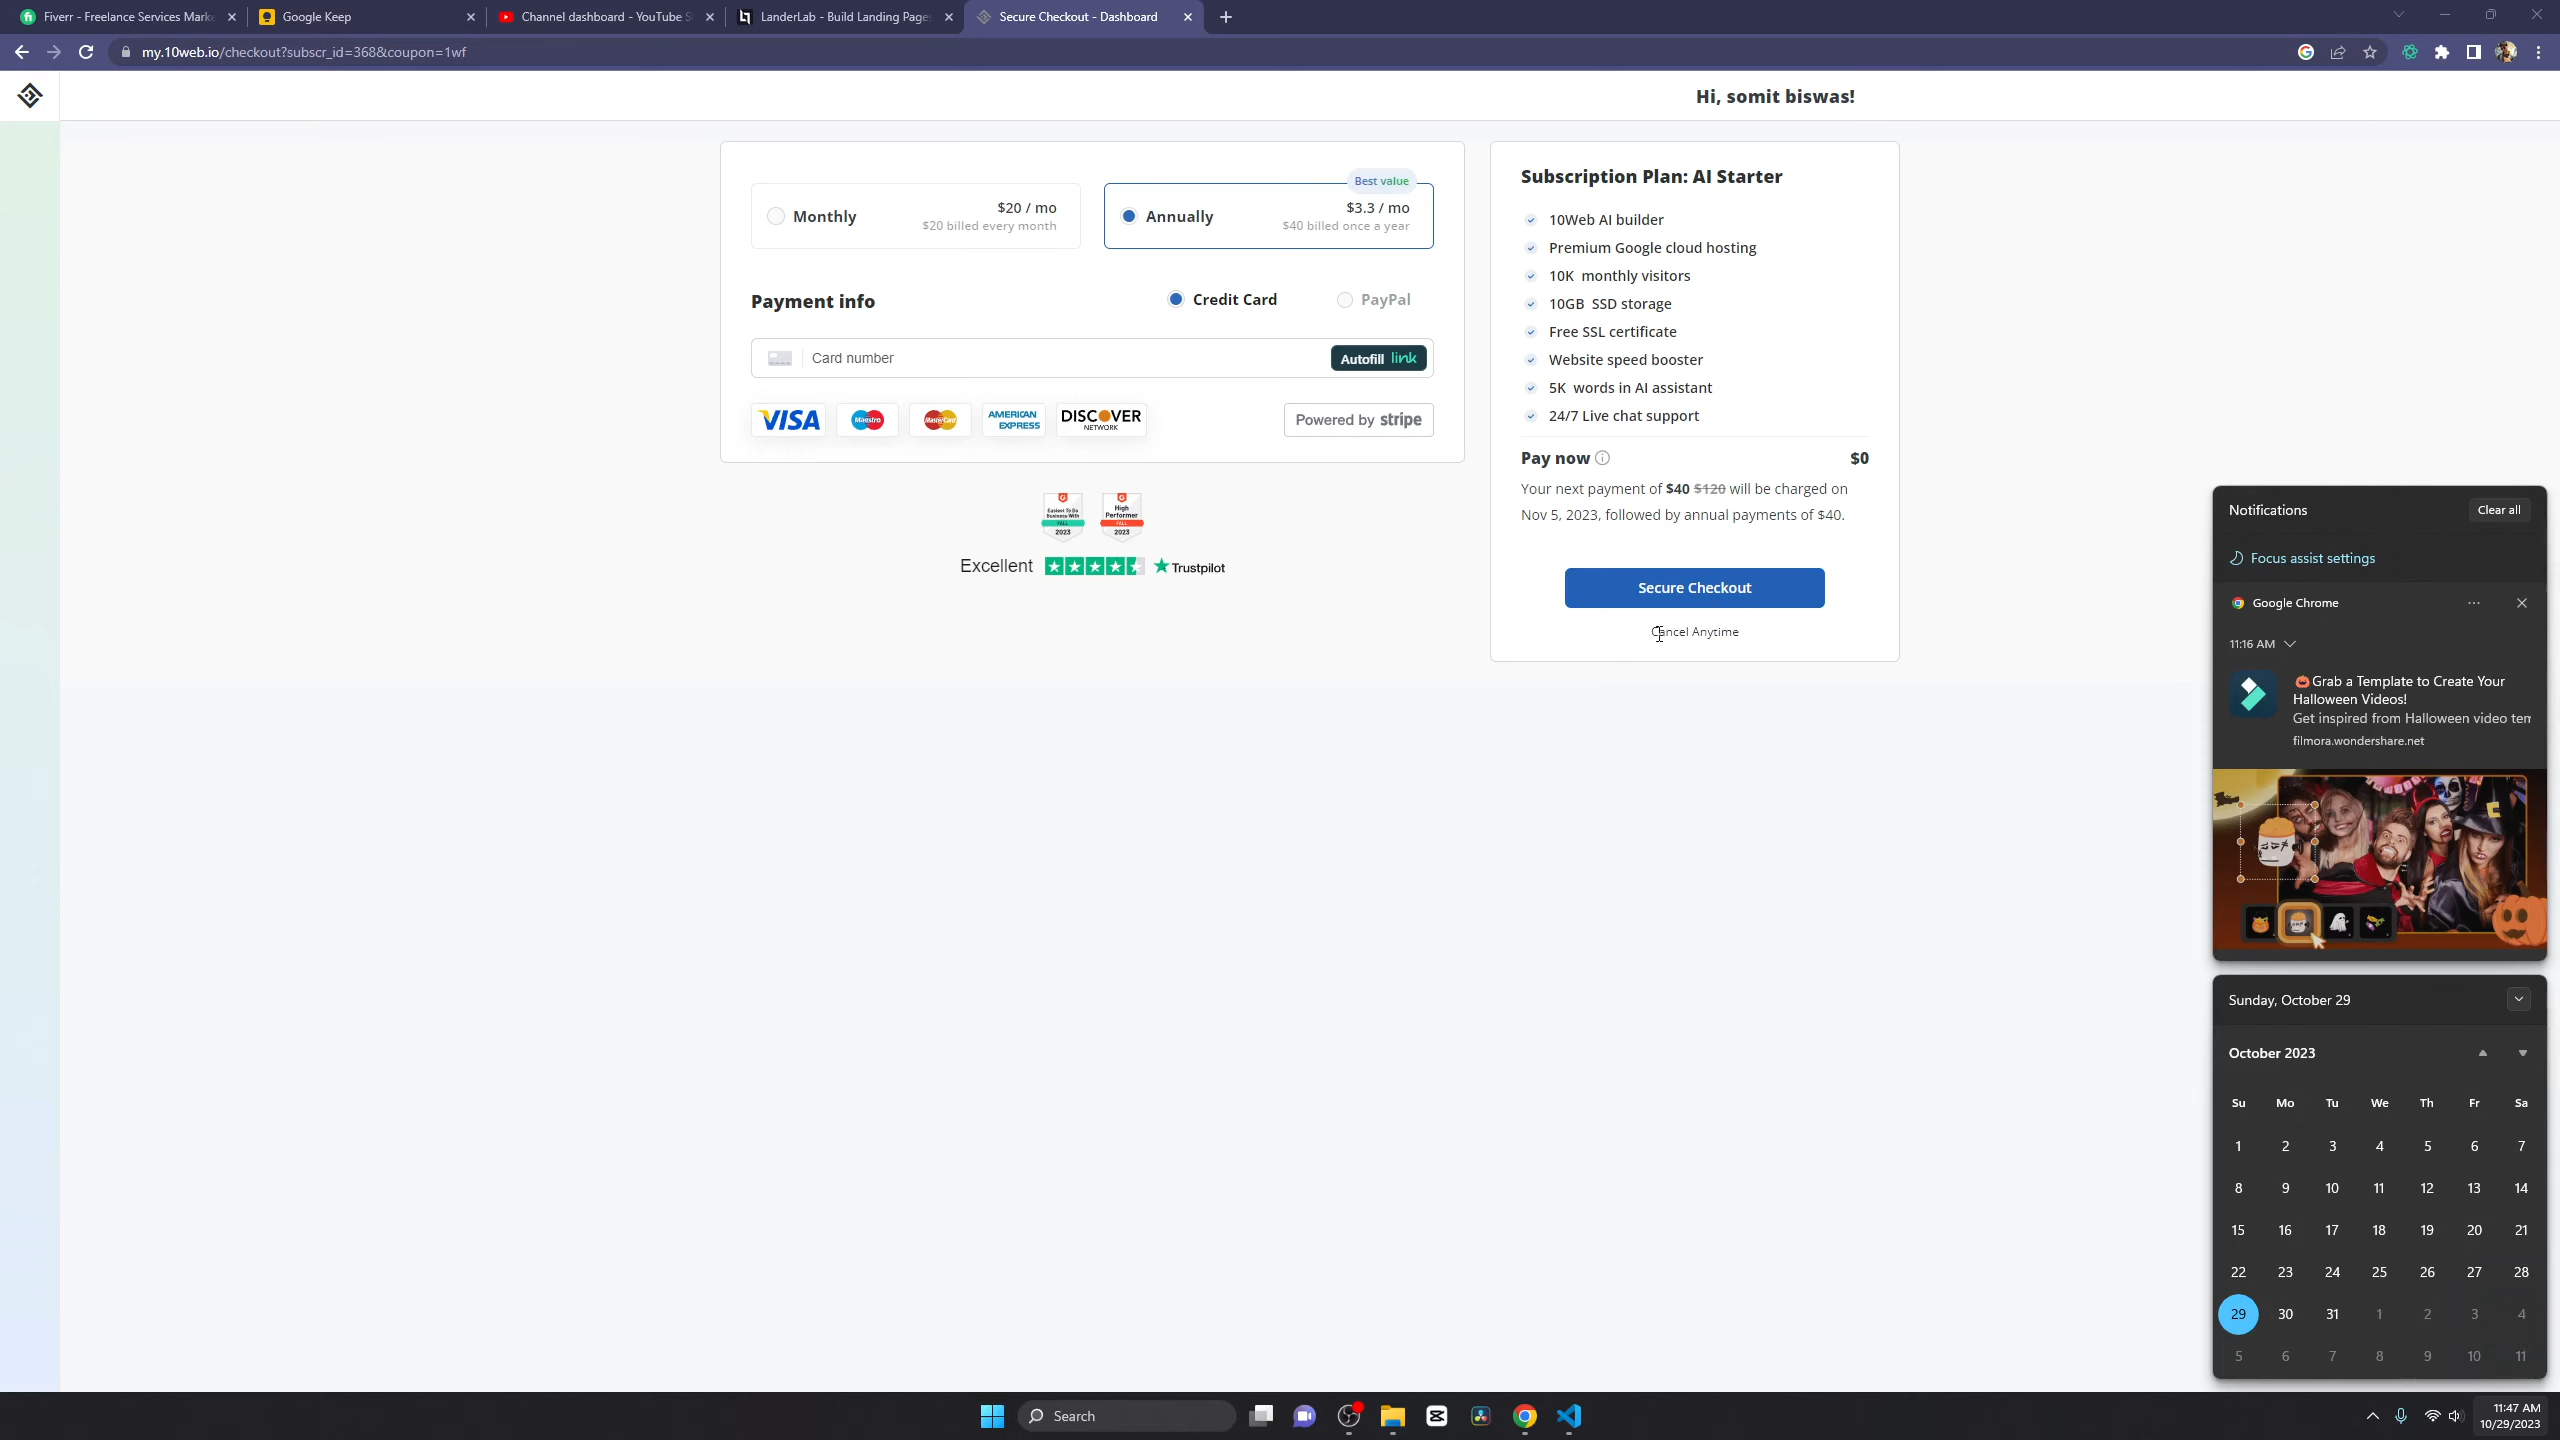 Fiverr - Freelance Services Mark
Google Keep
Channel dashboard - YouTube S
LanderLab - Build Landing Page
Secure Checkout - Dashboard
my.10web.io/checkout?subscr_id=368&coupon=1wf
Hi, somit biswas!
Best value
Monthly
$20 / mo
$20 billed every month
Annually
$3.3 / mo
$40 billed once a year
Payment info
Credit Card
PayPal
Card number
Autofill link
VISA
Maestro
MasterCard
AMERICAN EXPRESS
DISCOVER
NETWORK
Powered by stripe
Easiest To Do
Business With
FALL
2023
High
Performer
FALL
2023
Excellent
Trustpilot
Subscription Plan: AI Starter
10Web AI builder
Premium Google cloud hosting
10K monthly visitors
10GB SSD storage
Free SSL certificate
Website speed booster
5K words in AI assistant
24/7 Live chat support
Pay now
$0
Your next payment of $40 $120 will be charged on
Nov 5, 2023, followed by annual payments of $40.
Secure Checkout
Cancel Anytime
Notifications
Clear all
Focus assist settings
Google Chrome
11:16 AM
Grab a Template to Create Your
Halloween Videos!
Get inspired from Halloween video tem
filmora.wondershare.net
Sunday, October 29
October 2023
Su Mo Tu We Th Fr Sa
1 2 3 4 5 6 7
8 9 10 11 12 13 14
15 16 17 18 19 20 21
22 23 24 25 26 27 28
29 30 31 1 2 3 4
5 6 7 8 9 10 11
Search
11:47 AM
10/29/2023